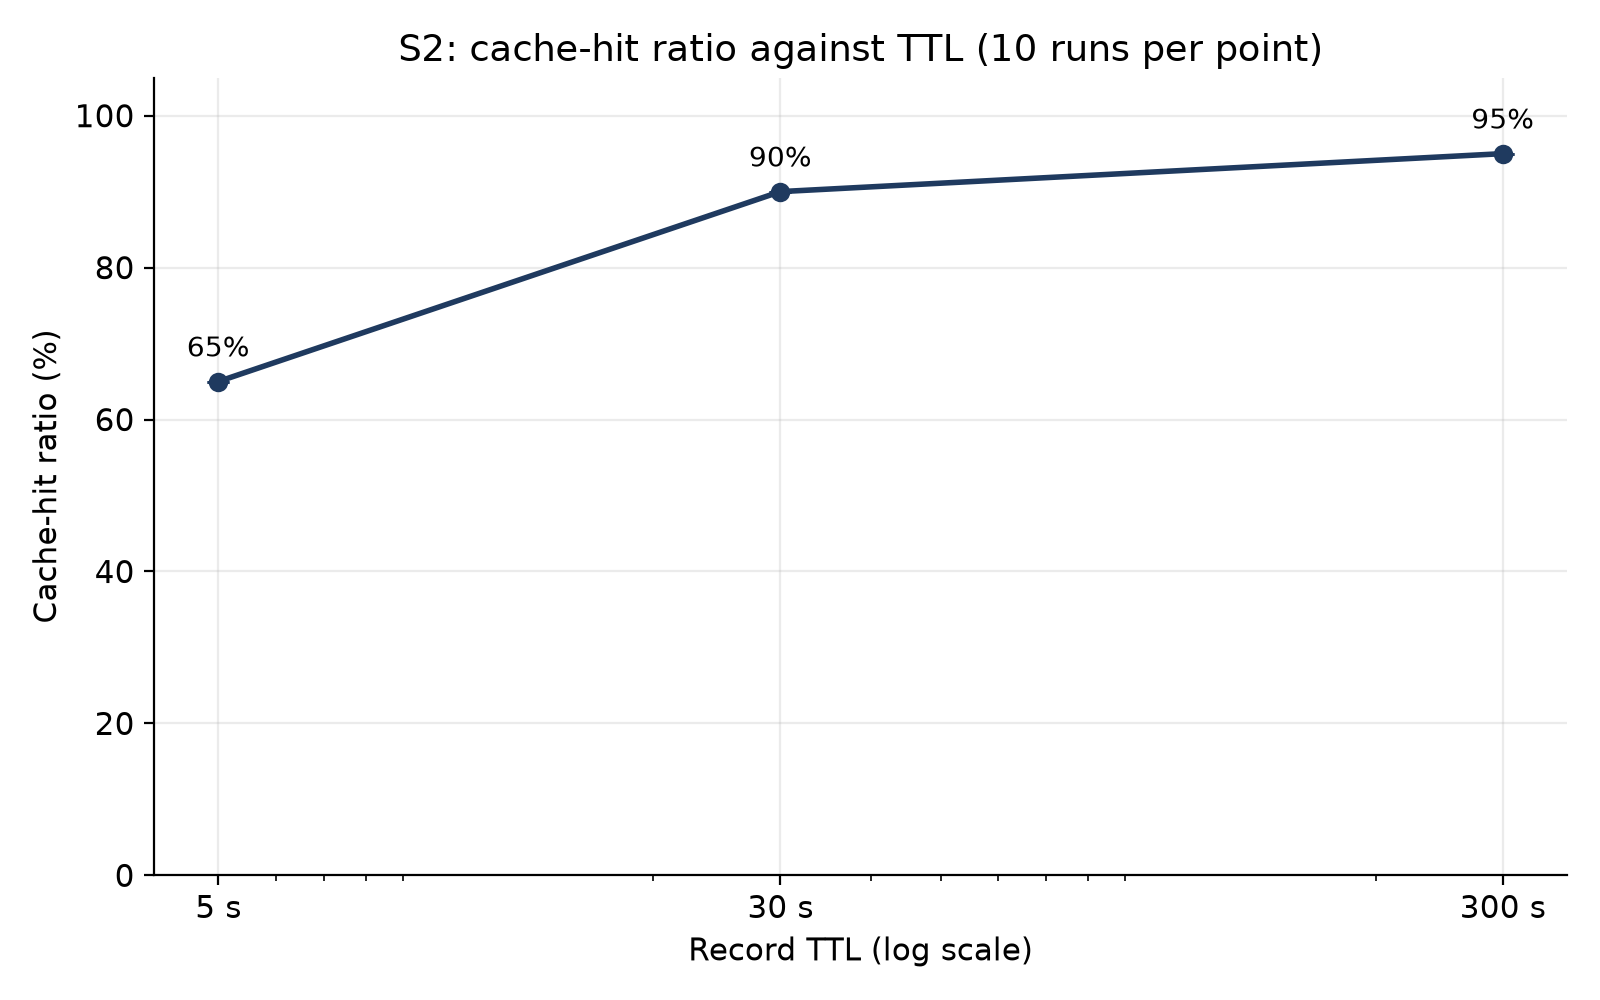 S2: cache-hit ratio against TTL (10 runs per point)
Cache-hit ratio (%)
100
80
60
40
20
0
65%
90%
95%
5 s
30 s
300 s
Record TTL (log scale)